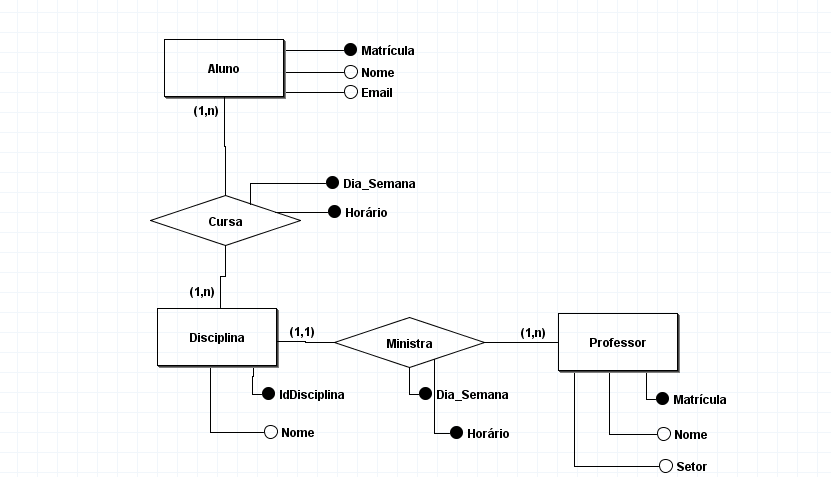 Matrícula
Aluno
Nome
Email
(1,n)
Dia_Semana
Horário
Cursa
(1,n)
Disciplina
(1,1)
Ministra
(1,n)
Professor
IdDisciplina
Dia_Semana
Matrícula
Nome
Horário
Nome
Setor